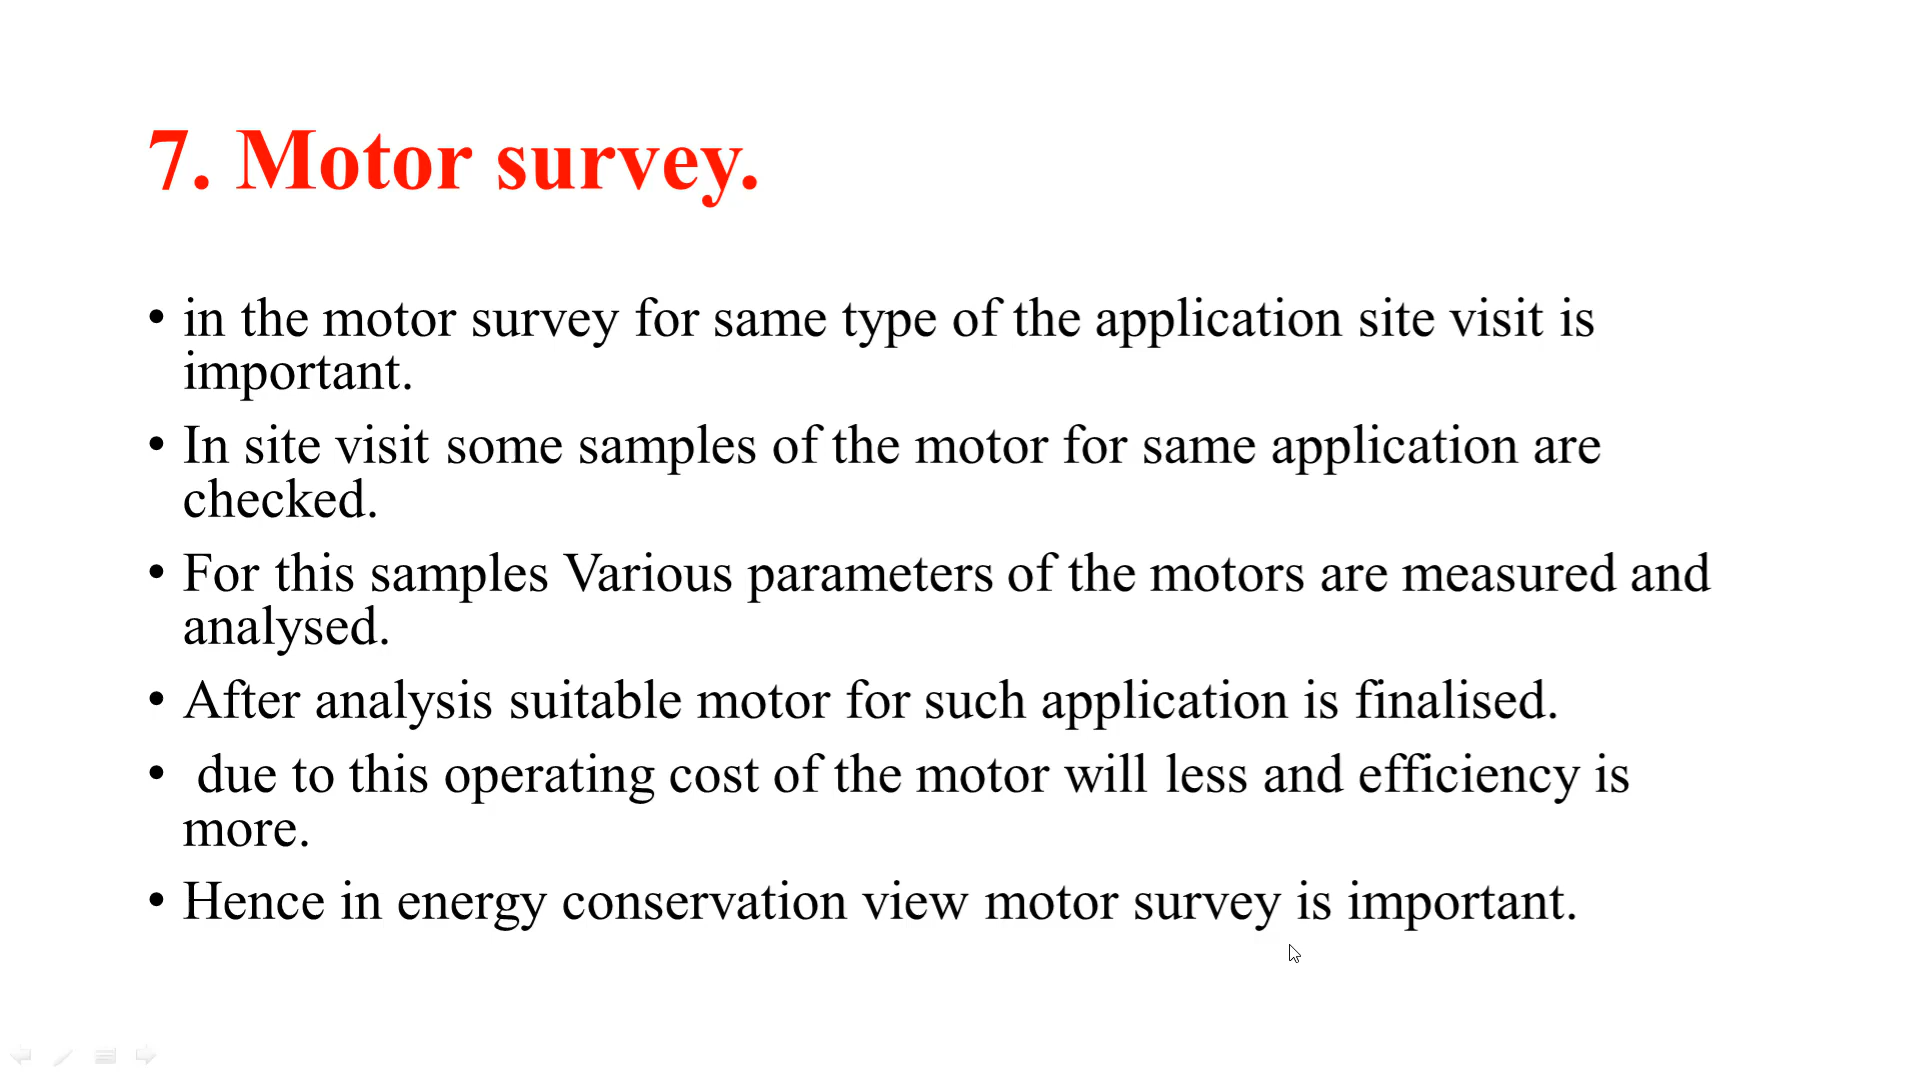 7. Motor survey.
• in the motor survey for same type of the application site visit is
important.
• In site visit some samples of the motor for same application are
checked.
• For this samples Various parameters of the motors are measured and
analysed.
• After analysis suitable motor for such application is finalised.
• due to this operating cost of the motor will less and efficiency is
more.
• Hence in energy conservation view motor survey is important.